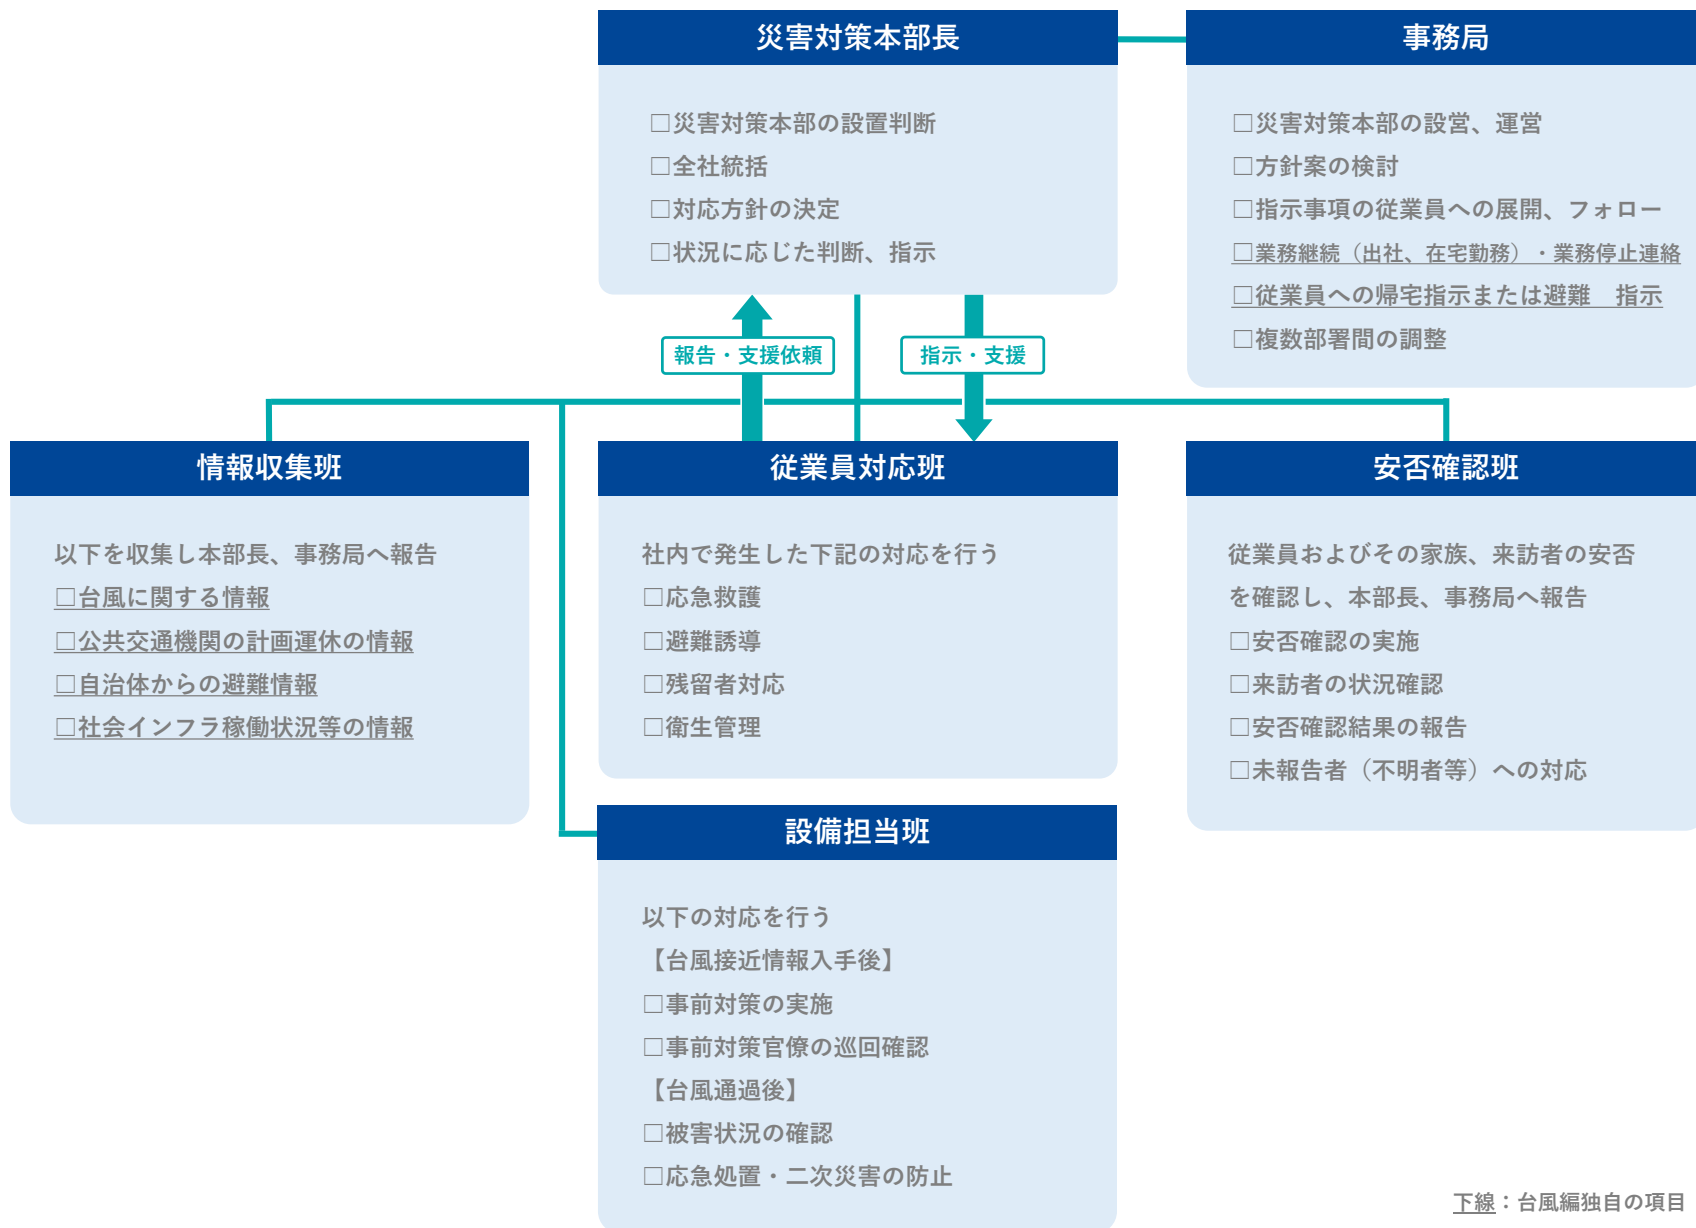 災害対策本部長
□災害対策本部の設置判断
□全社統括
□対応方針の決定
□状況に応じた判断、指示
事務局
□災害対策本部の設営、運営
□方針案の検討
□指示事項の従業員への展開、フォロー
□業務継続（出社、在宅勤務）・業務停止連絡
□従業員への帰宅指示または避難　指示
□複数部署間の調整
報告・支援依頼
指示・支援
情報収集班
以下を収集し本部長、事務局へ報告
□台風に関する情報
□公共交通機関の計画運休の情報
□自治体からの避難情報
□社会インフラ稼働状況等の情報
従業員対応班
社内で発生した下記の対応を行う
□応急救護
□避難誘導
□残留者対応
□衛生管理
安否確認班
従業員およびその家族、来訪者の安否
を確認し、本部長、事務局へ報告
□安否確認の実施
□来訪者の状況確認
□安否確認結果の報告
□未報告者（不明者等）への対応
設備担当班
以下の対応を行う
【台風接近情報入手後】
□事前対策の実施
□事前対策官僚の巡回確認
【台風通過後】
□被害状況の確認
□応急処置・二次災害の防止
下線：台風編独自の項目